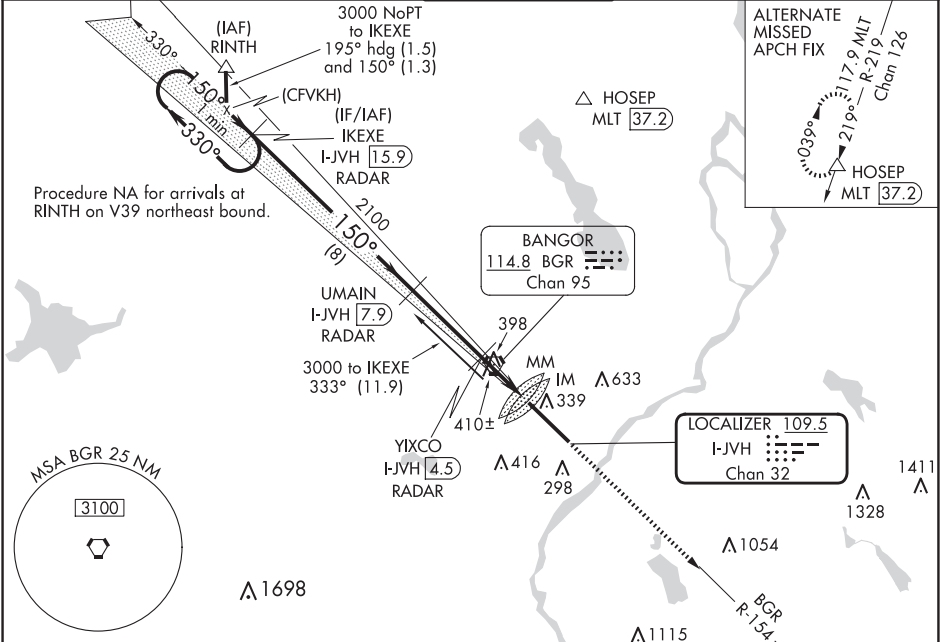 330°
(IAF)
RINTH
3000 NoPT
to IKEXE
195° hdg (1.5)
and 150° (1.3)
150°
1 min
330°
(CFVKH)
(IF/IAF)
IKEXE
I-JVH 15.9
RADAR
HOSEP
MLT 37.2
ALTERNATE
MISSED
APCH FIX
117.9 MLT
R-219
Chan 126
039°
219°
HOSEP
MLT 37.2
Procedure NA for arrivals at
RINTH on V39 northeast bound.
2100
150°
(8)
BANGOR
114.8 BGR
Chan 95
UMAIN
I-JVH 7.9
RADAR
398
3000 to IKEXE
333° (11.9)
MM
IM
633
339
410±
YIXCO
I-JVH 4.5
RADAR
416
298
LOCALIZER 109.5
I-JVH
Chan 32
1411
1328
MSA BGR 25 NM
3100
1054
1698
BGR
R-154
1115